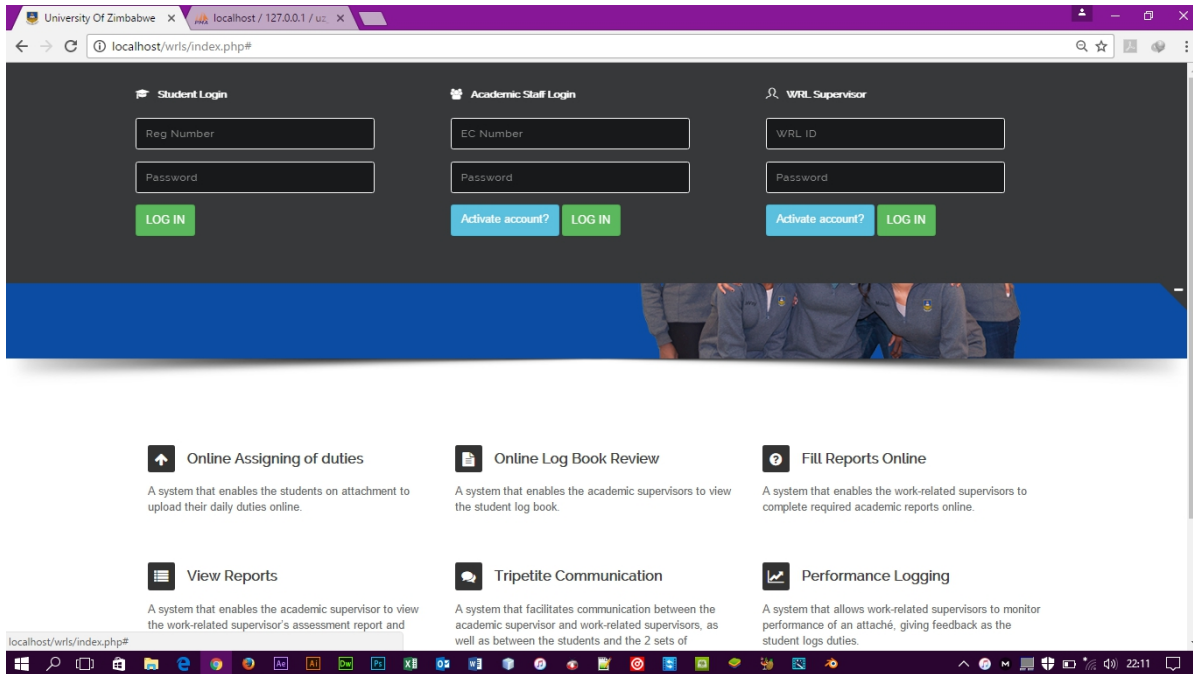 University Of Zimbabwe
localhost / 127.0.0.1 / uz_
localhost/wrls/index.php#
Student Login
Academic Staff Login
WRL Supervisor
Reg Number
EC Number
WRL ID
Password
Password
Password
LOG IN
Activate account?
LOG IN
Activate account?
LOG IN
Online Assigning of duties
A system that enables the students on attachment to
upload their daily duties online.
Online Log Book Review
A system that enables the academic supervisors to view
the student log book.
Fill Reports Online
A system that enables the work-related supervisors to
complete required academic reports online.
View Reports
A system that enables the academic supervisor to view
the work-related supervisor's assessment report and
Tripetite Communication
A system that facilitates communication between the
academic supervisor and work-related supervisors, as
well as between the students and the 2 sets of
Performance Logging
A system that allows work-related supervisors to monitor
performance of an attaché, giving feedback as the
student logs duties.
localhost/wrls/index.php#
Ae
Ai
Dw
Ps
22:11